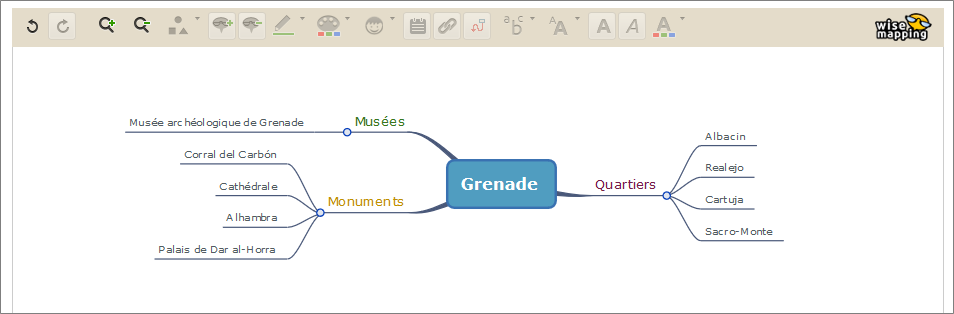 wise
mapping
Musée archéologique de Grenade
Musées
Corral del Carbón
Cathédrale
Monuments
Alhambra
Palais de Dar al-Horra
Grenade
Quartiers
Albacin
Realejo
Cartuja
Sacro-Monte